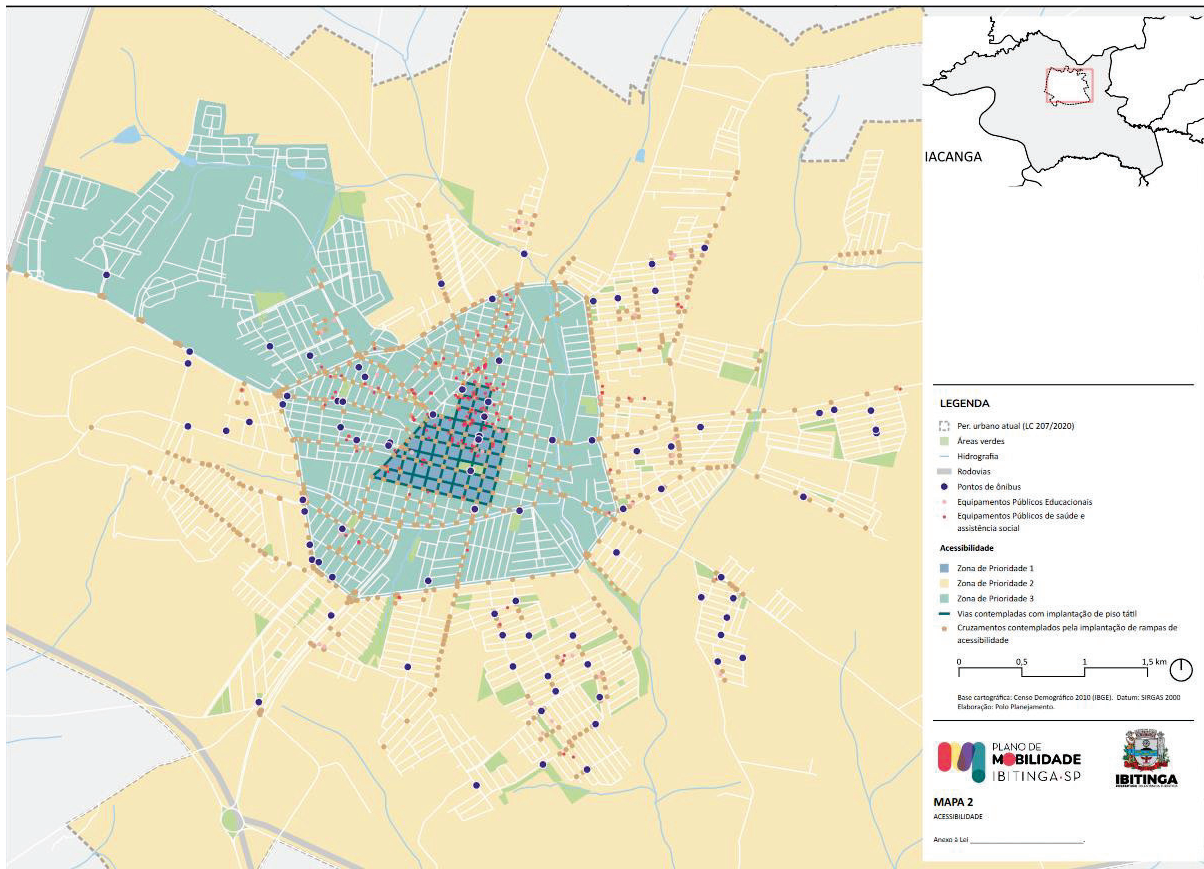 IACANGA
LEGENDA
Per. urbano atual (LC 207/2020)
Áreas verdes
Hidrografia
Rodovias
Pontos de ônibus
Equipamentos Públicos Educacionais
Equipamentos Públicos de saúde e
assistência social
Acessibilidade
Zona de Prioridade 1
Zona de Prioridade 2
Zona de Prioridade 3
Vias contempladas com implantação de piso tátil
Cruzamentos contemplados pela implantação de rampas de
acessibilidade
0 0,5 1 1,5 km
Base cartográfica: Censo Demográfico 2010 (IBGE). Datum: SIRGAS 2000
Elaboração: Polo Planejamento.
PLANO DE
MOBILIDADE
IBITINGA·SP
IBITINGA
MAPA 2
ACESSIBILIDADE
Anexo à Lei ______________________________.